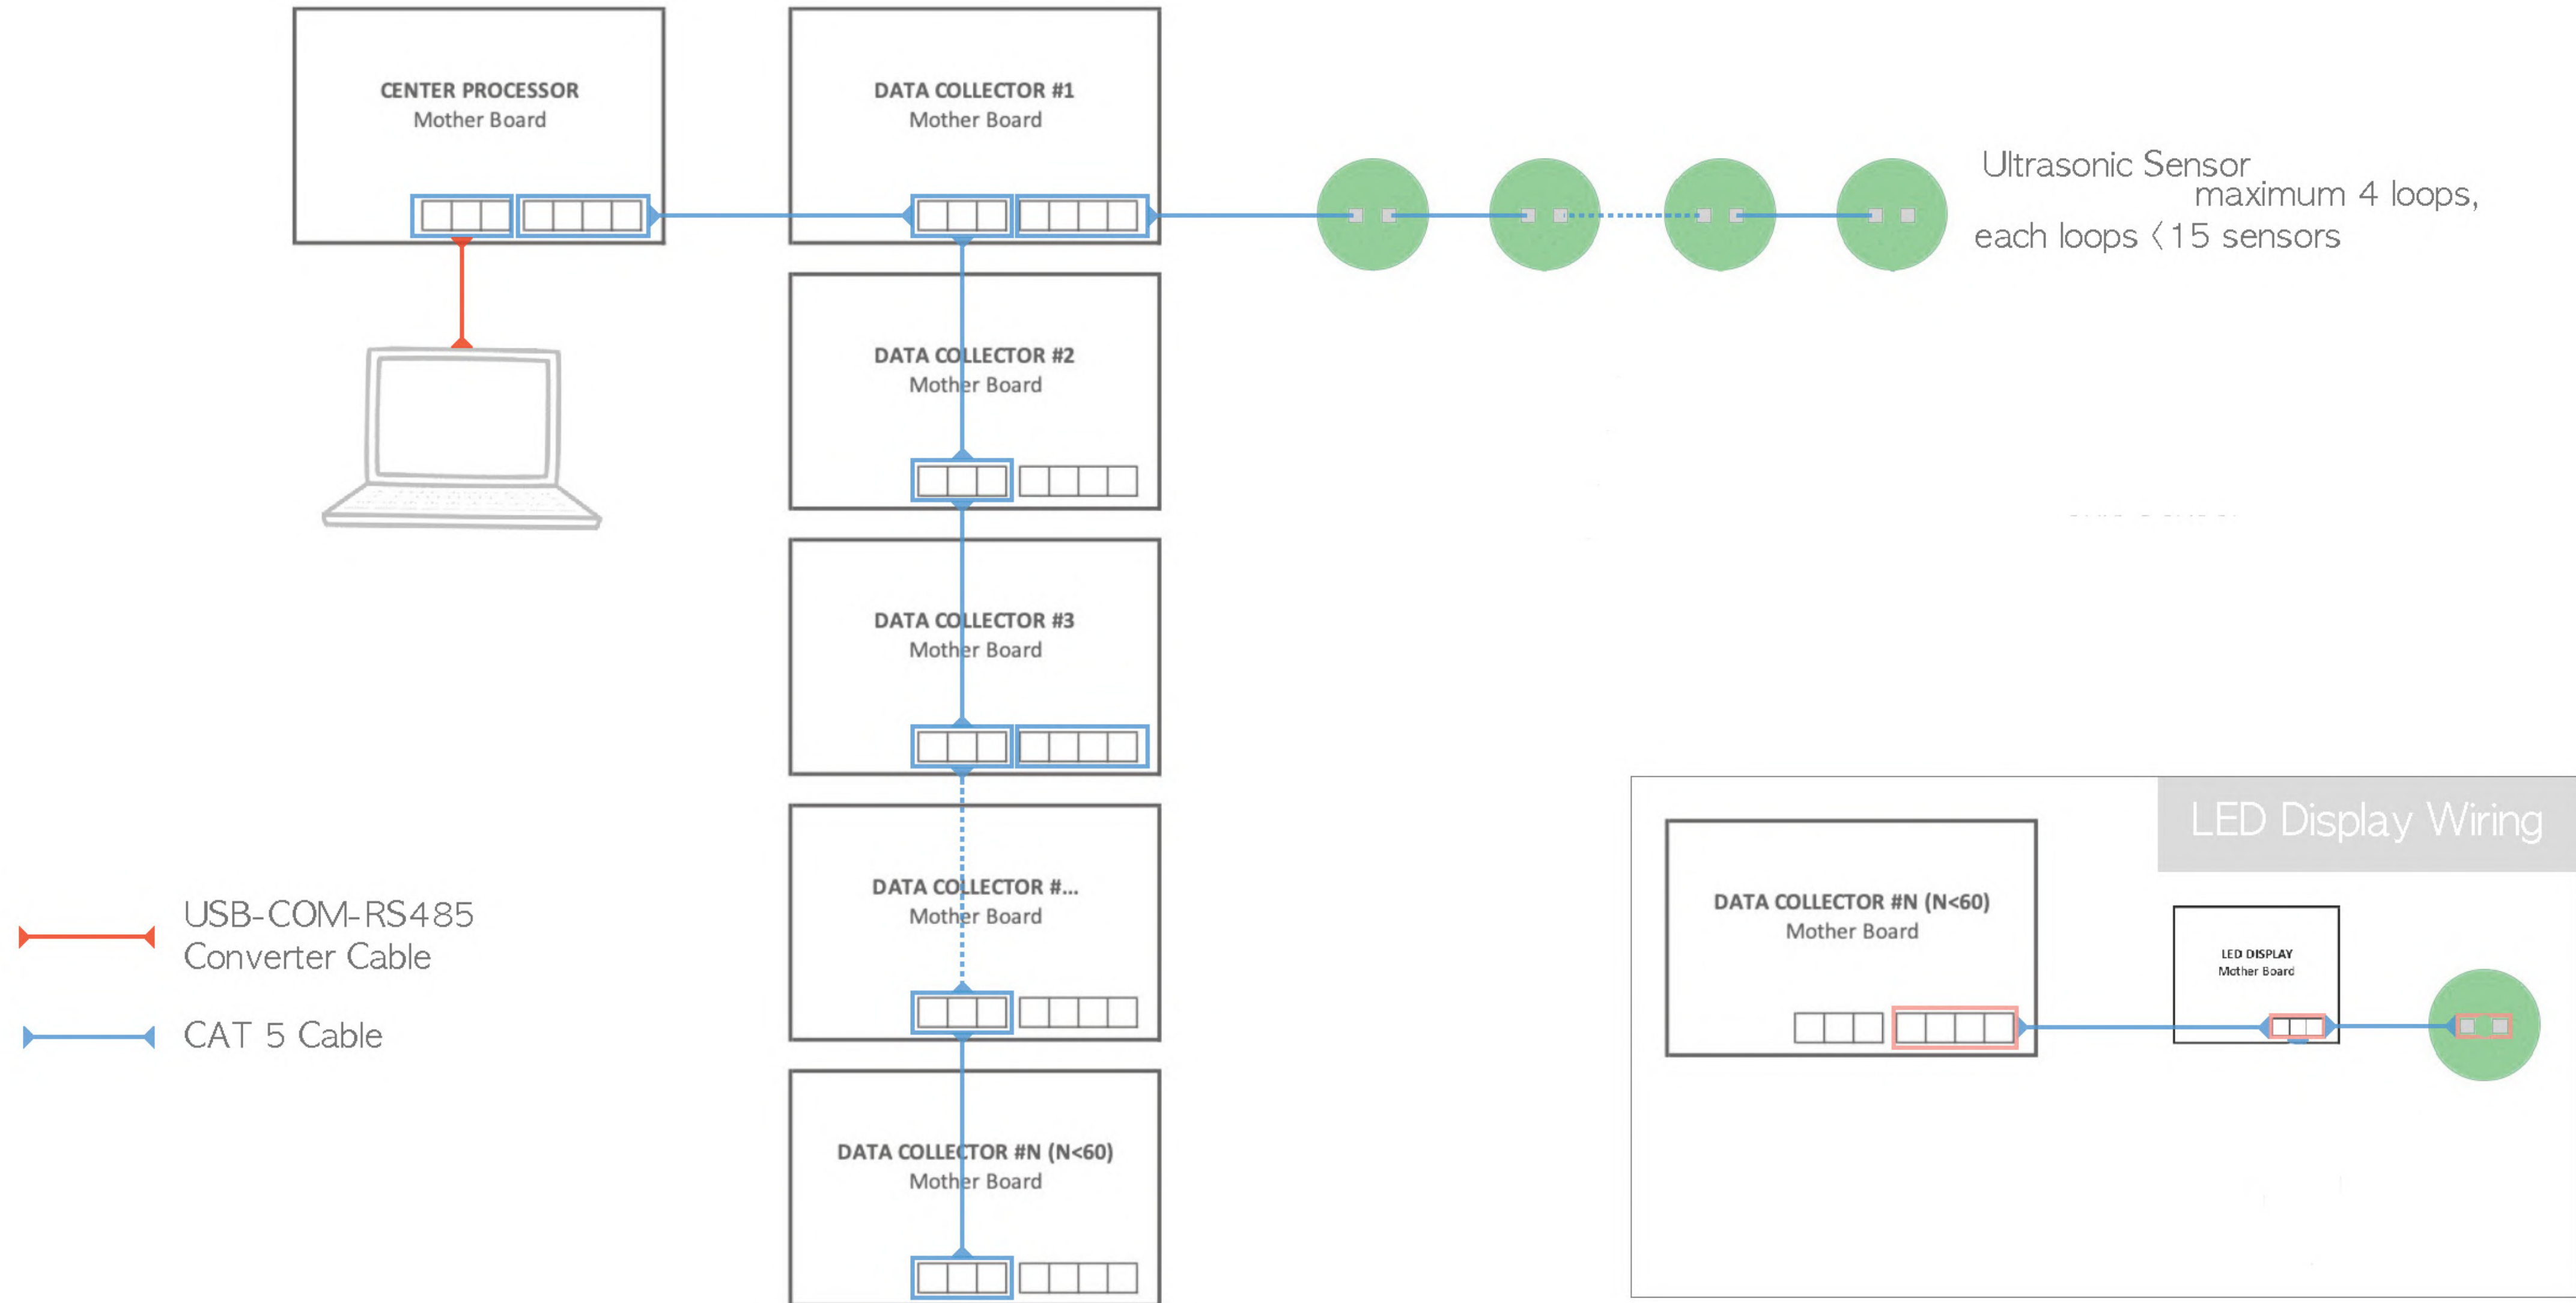 CENTER PROCESSOR
Mother Board
DATA COLLECTOR #1
Mother Board
Ultrasonic Sensor
maximum 4 loops,
each loops <15 sensors
DATA COLLECTOR #2
Mother Board
DATA COLLECTOR #3
Mother Board
DATA COLLECTOR #...
Mother Board
DATA COLLECTOR #N (N<60)
Mother Board
USB-COM-RS485
Converter Cable
CAT 5 Cable
LED Display Wiring
DATA COLLECTOR #N (N<60)
Mother Board
LED DISPLAY
Mother Board